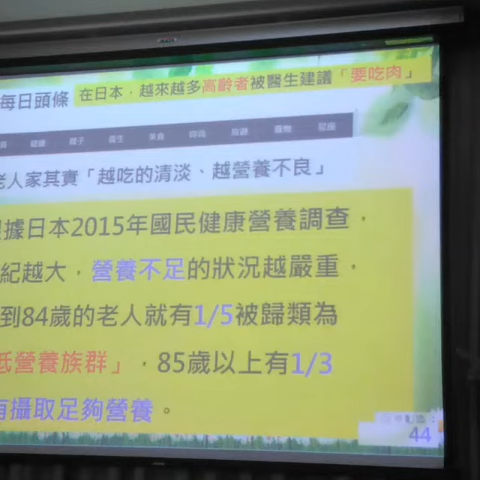 每日頭條
在日本，越來越多高齡者被醫生建議「要吃肉」
老人家其實「越吃的清淡、越營養不良」
據日本2015年國民健康營養調查，
紀越大，營養不足的狀況越嚴重，
到84歲的老人就有1/5被歸類為
低營養族群」，85歲以上有1/3
有攝取足夠營養。
44